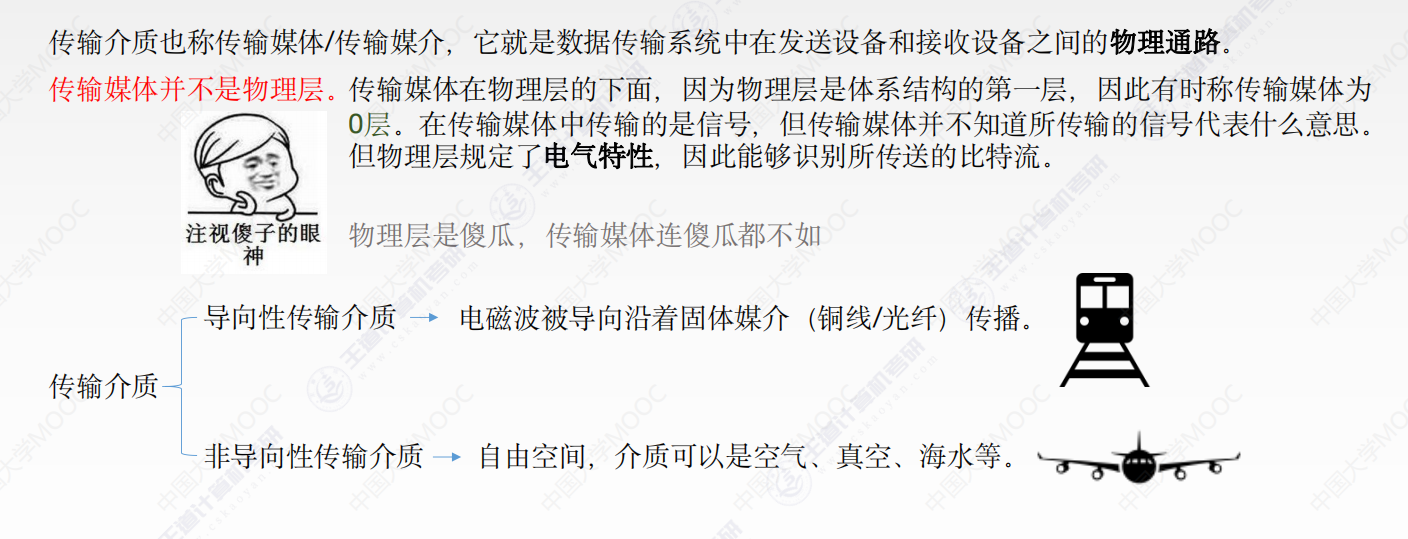 传输介质也称传输媒体/传输媒介，它就是数据传输系统中在发送设备和接收设备之间的物理通路。
传输媒体并不是物理层。传输媒体在物理层的下面，因为物理层是体系结构的第一层，因此有时称传输媒体为
0层。在传输媒体中传输的是信号，但传输媒体并不知道所传输的信号代表什么意思。
但物理层规定了电气特性，因此能够识别所传送的比特流。
注视傻子的眼
神
物理层是傻瓜，传输媒体连傻瓜都不如
导向性传输介质
电磁波被导向沿着固体媒介（铜线/光纤）传播。
传输介质
非导向性传输介质
自由空间，介质可以是空气、真空、海水等。
中国大学MOOC
王道计算机考研
www.cskaoyan.com